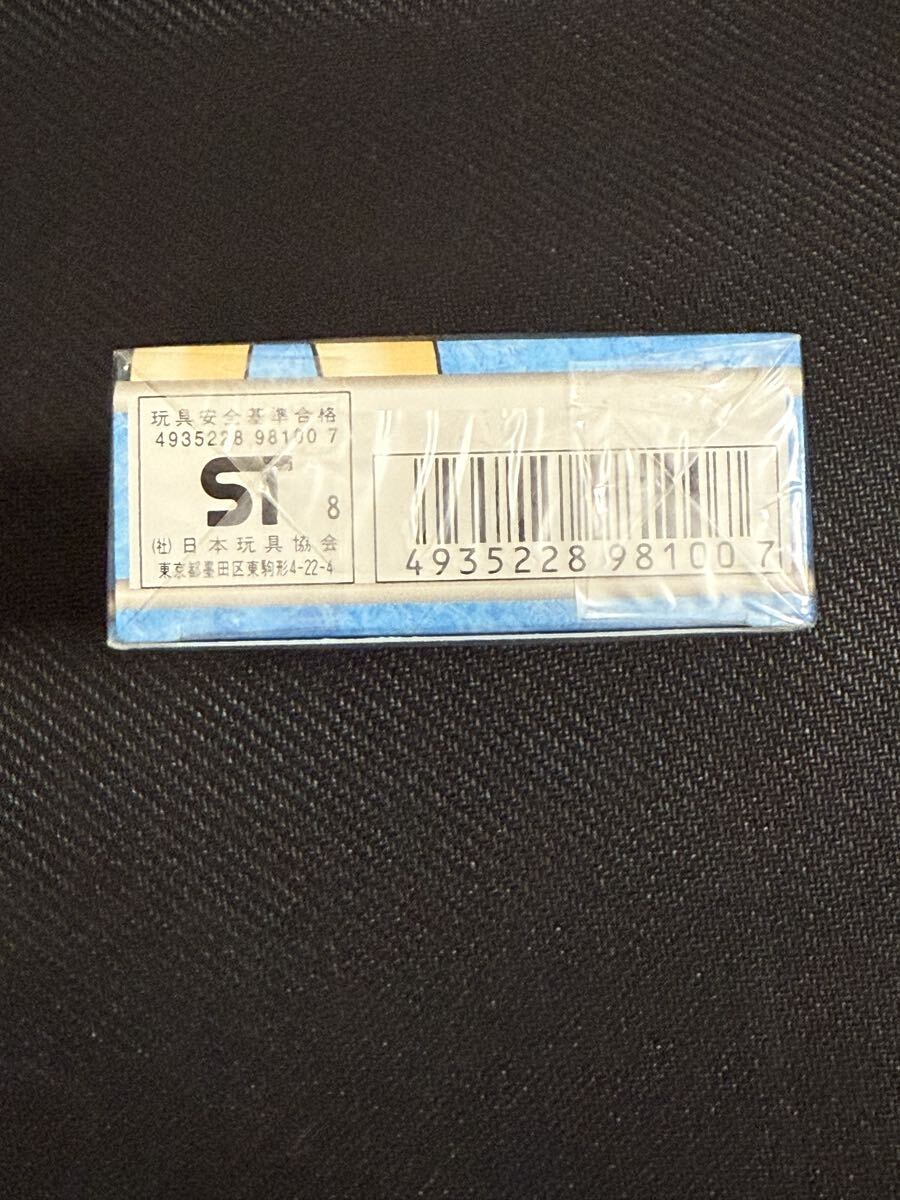 玩具安全基準合格
4935228 98100 7
ST
8
(社)日本玩具協会
東京都墨田区東駒形4-22-4
4935228 98100 7